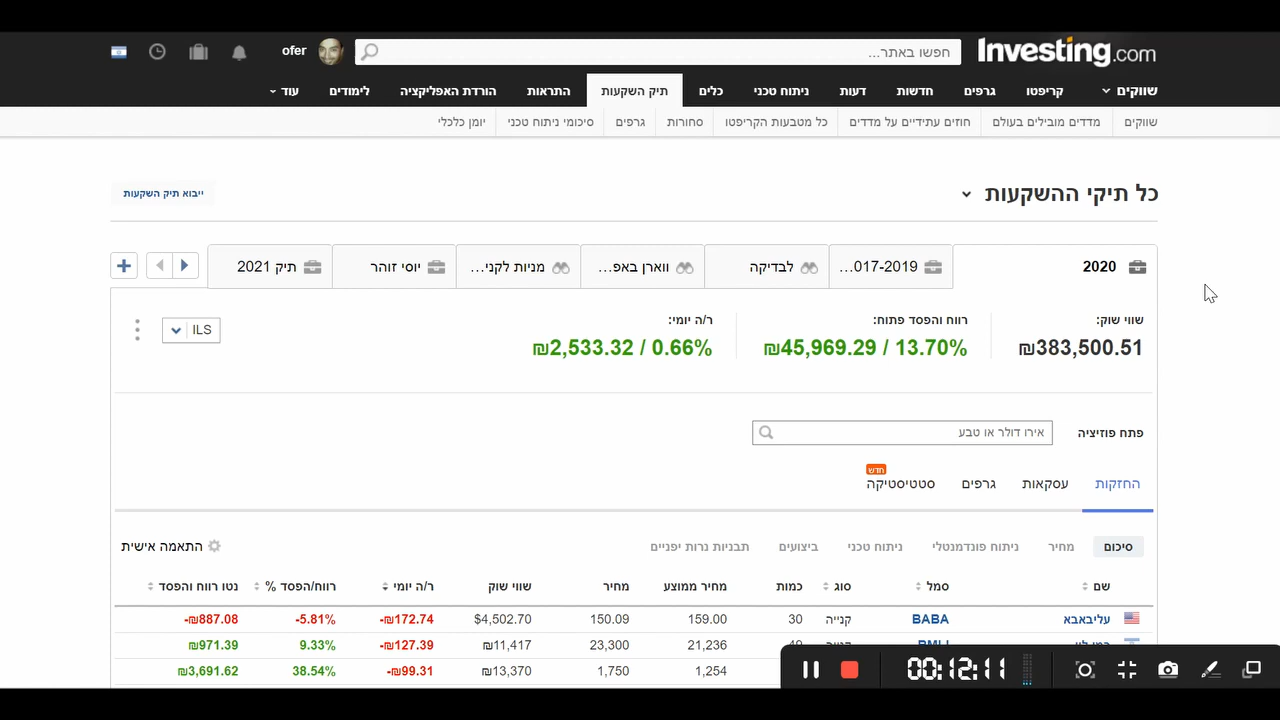 Investing.com
חפשו באתר...
ofer
שווקים קריפטו גרפים חדשות דעות ניתוח טכני כלים תיק השקעות התראות הורדת האפליקציה לימודים עוד
שווקים מדדים מובילים בעולם חוזים עתידיים על מדדים כל מטבעות הקריפטו סחורות גרפים סיכומי ניתוח טכני יומן כלכלי
כל תיקי ההשקעות ייבוא תיק השקעות
2020 017-2019... לבדיקה ווארן באפ... מניות לקני... יוסי זוהר תיק 2021
שווי שוק: רווח והפסד פתוח: ר/ה יומי: ILS
₪383,500.51 ₪45,969.29 / 13.70% ₪2,533.32 / 0.66%
פתח פוזיציה אירו דולר או טבע
חדש
החזקות עסקאות גרפים סטטיסטיקה
סיכום מחיר ניתוח פונדמנטלי ניתוח טכני ביצועים תבניות נרות יפניים התאמה אישית
שם סמל סוג כמות מחיר ממוצע מחיר שווי שוק ר/ה יומי רווח/הפסד % נטו רווח והפסד
עליבאבא BABA קנייה 30 159.00 150.09 $4,502.70 -₪172.74 -5.81% -₪887.08
21,236 23,300 ₪11,417 -₪127.39 9.33% ₪971.39
1,254 1,750 ₪13,370 -₪99.31 38.54% ₪3,691.62
00:12:11